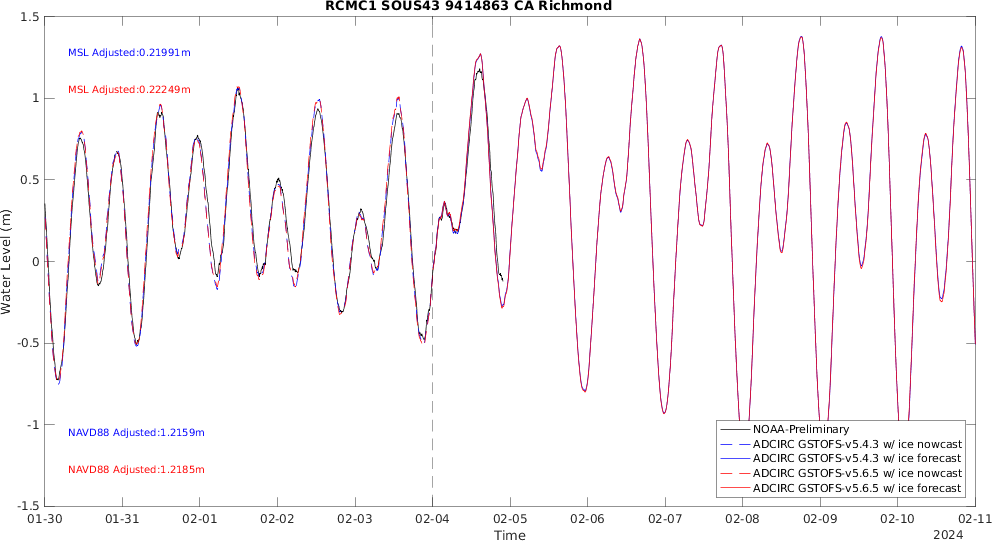 RCMC1 SOUS43 9414863 CA Richmond
1.5
MSL Adjusted:0.21991m
MSL Adjusted:0.22249m
1
0.5
0
-0.5
-1
-1.5
Water Level (m)
NAVD88 Adjusted:1.2159m
NAVD88 Adjusted:1.2185m
NOAA-Preliminary
ADCIRC GSTOFS-v5.4.3 w/ ice nowcast
ADCIRC GSTOFS-v5.4.3 w/ ice forecast
ADCIRC GSTOFS-v5.6.5 w/ ice nowcast
ADCIRC GSTOFS-v5.6.5 w/ ice forecast
01-30 01-31 02-01 02-02 02-03 02-04 02-05 02-06 02-07 02-08 02-09 02-10 02-11
Time
2024